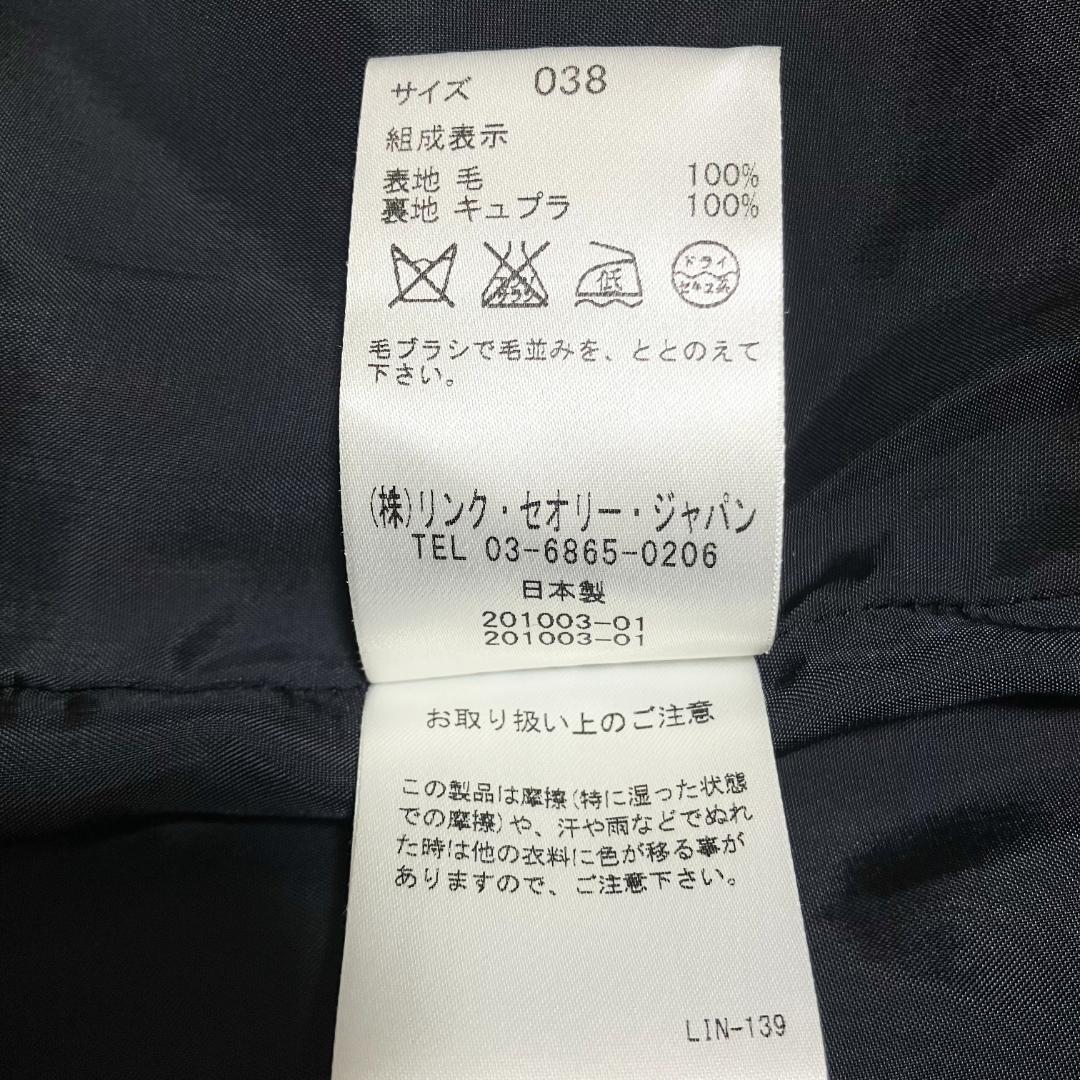 サイズ 038
組成表示
表地 毛 100%
裏地 キュプラ 100%
エンソ サラシ
低
ドライ
セキユ系
毛ブラシで毛並みを、ととのえて
下さい。
(株)リンク・セオリー・ジャパン
TEL 03-6865-0206
日本製
201003-01
201003-01
お取り扱い上のご注意
この製品は摩擦(特に湿った状態
での摩擦)や、汗や雨などでぬれ
た時は他の衣料に色が移る事が
ありますので、ご注意下さい。
LIN-139